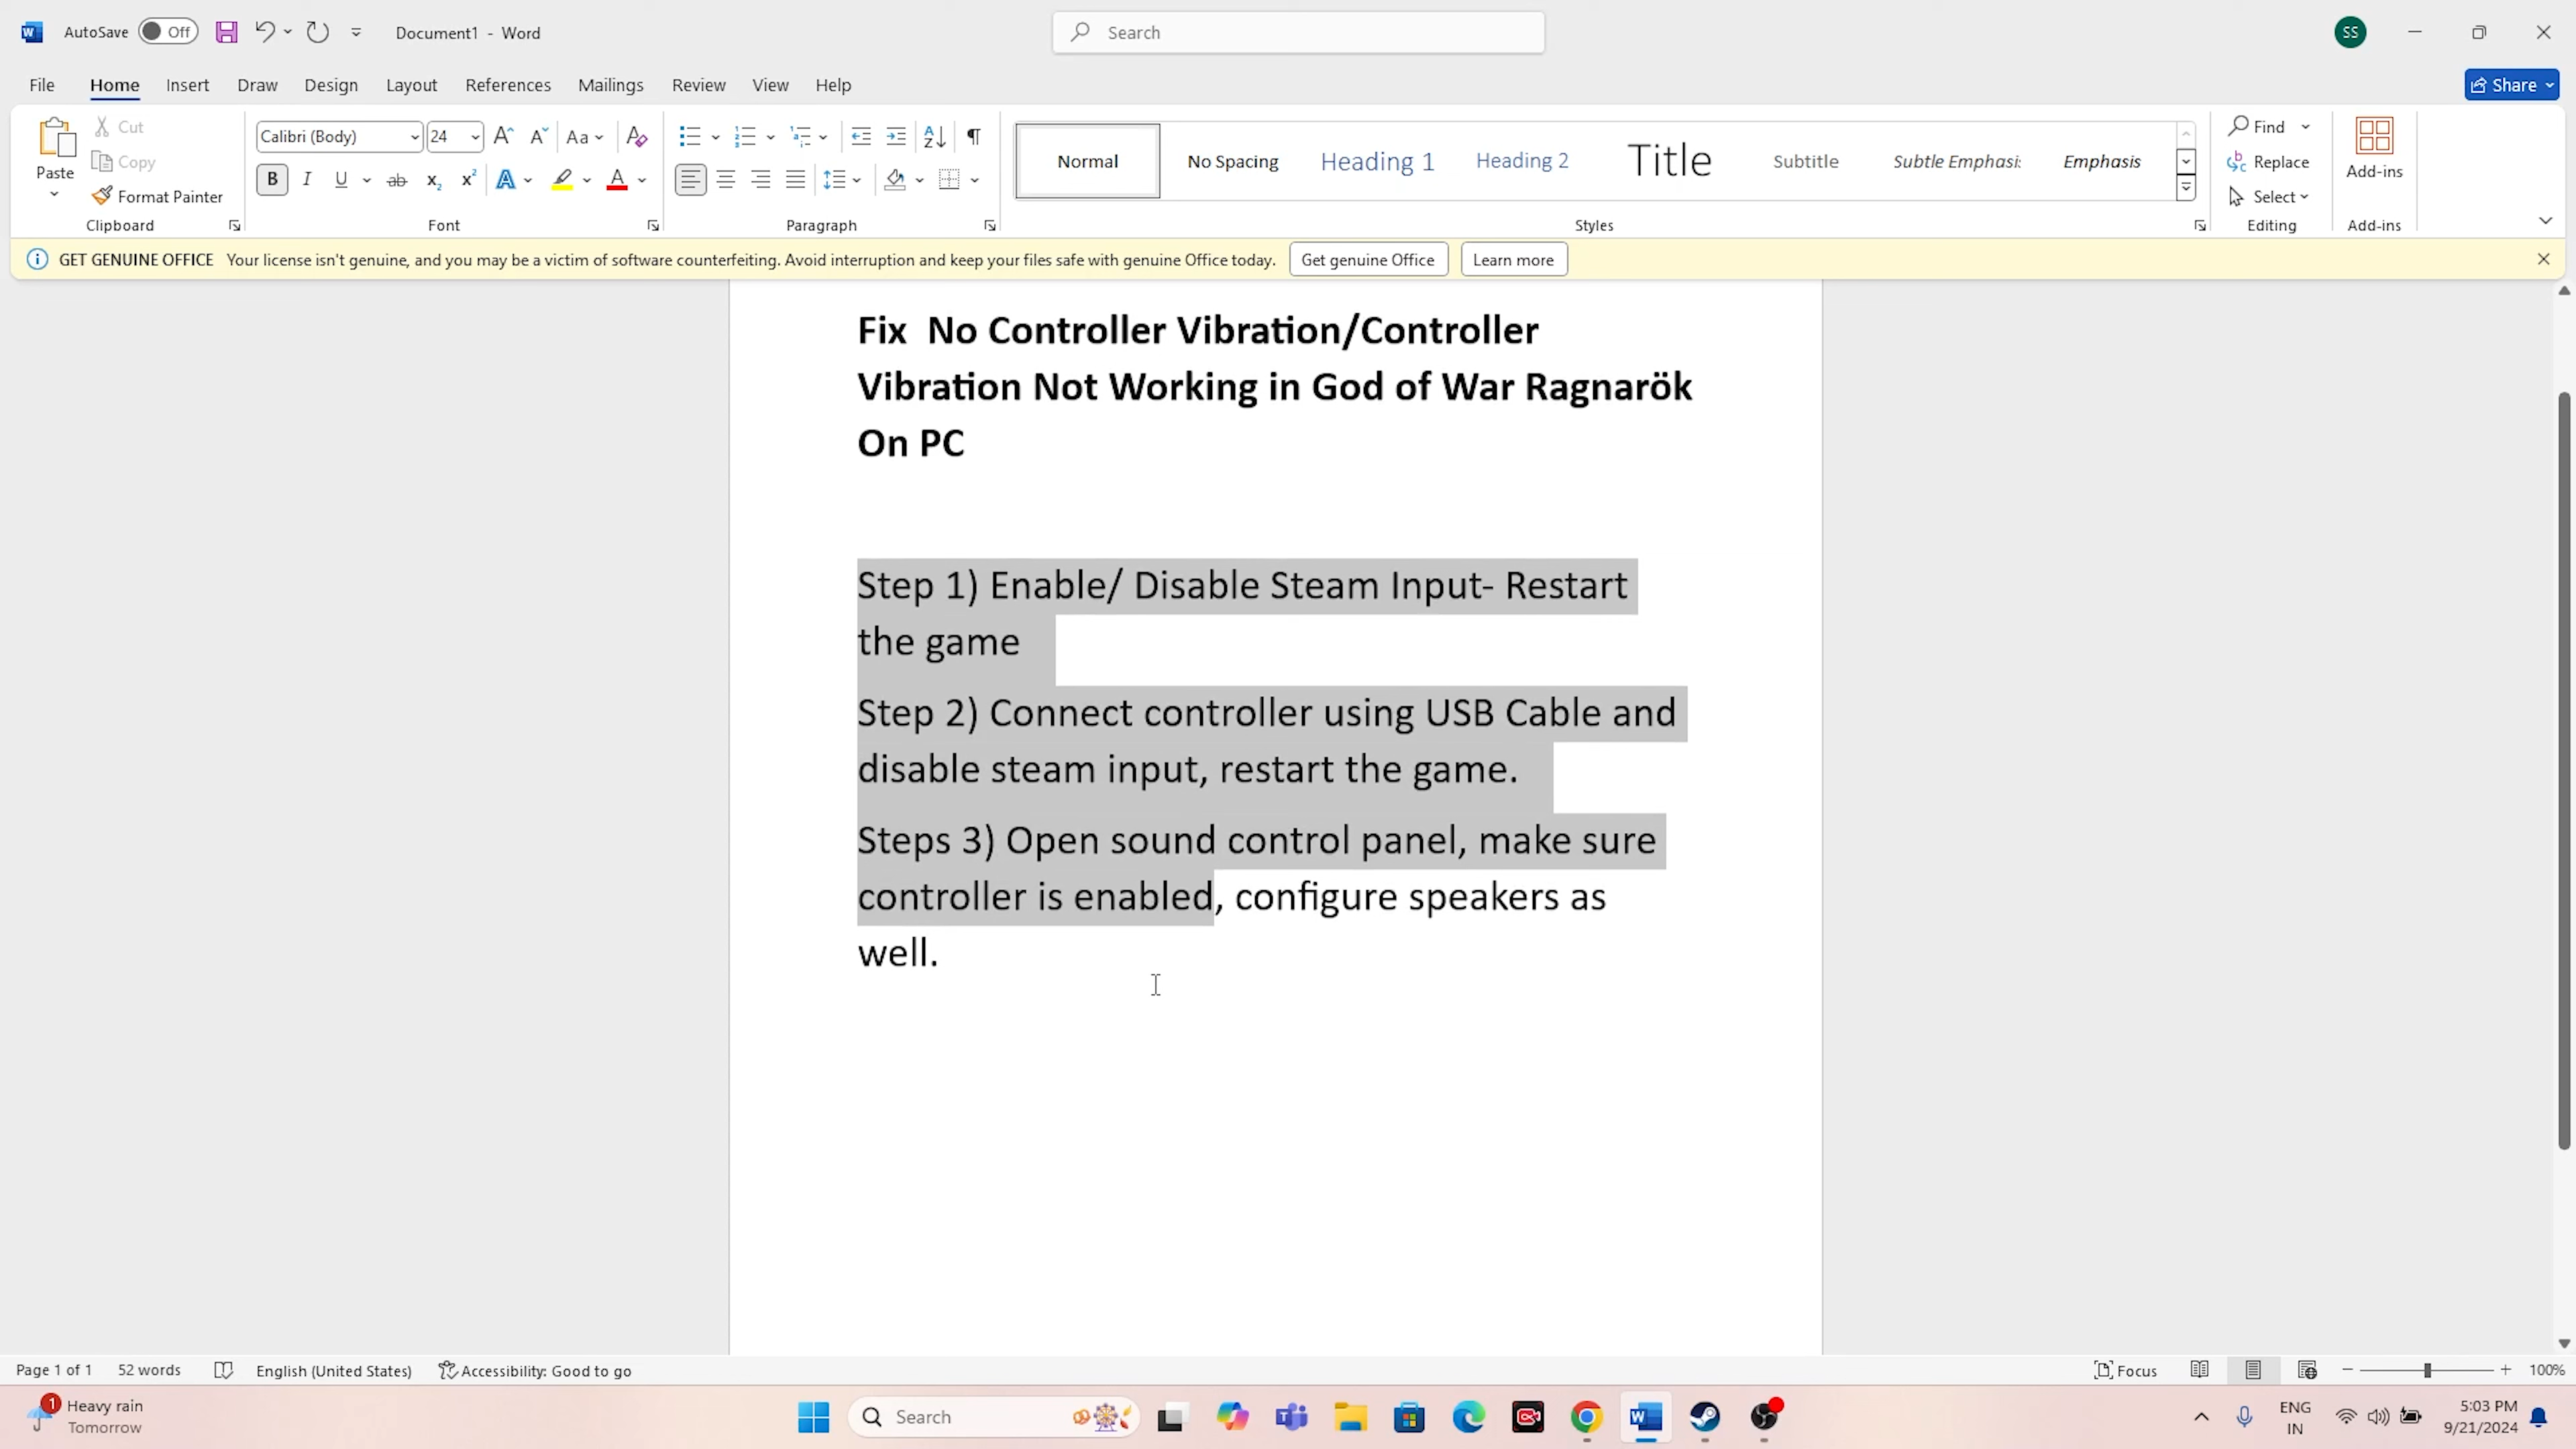 AutoSave Off Document1 - Word Search SS
File Home Insert Draw Design Layout References Mailings Review View Help Share
Paste Cut Copy Format Painter Clipboard
Calibri (Body) 24 Font
Paragraph
Normal No Spacing Heading 1 Heading 2 Title Subtitle Subtle Emphasi: Emphasis Styles
Find Replace Select Editing
Add-ins Add-ins
GET GENUINE OFFICE Your license isn't genuine, and you may be a victim of software counterfeiting. Avoid interruption and keep your files safe with genuine Office today. Get genuine Office Learn more
Fix  No Controller Vibration/Controller
Vibration Not Working in God of War Ragnarök
On PC
Step 1) Enable/ Disable Steam Input- Restart
the game
Step 2) Connect controller using USB Cable and
disable steam input, restart the game.
Steps 3) Open sound control panel, make sure
controller is enabled, configure speakers as
well.
Page 1 of 1 52 words English (United States) Accessibility: Good to go Focus 100%
1 Heavy rain Search ENG 5:03 PM
Tomorrow IN 9/21/2024